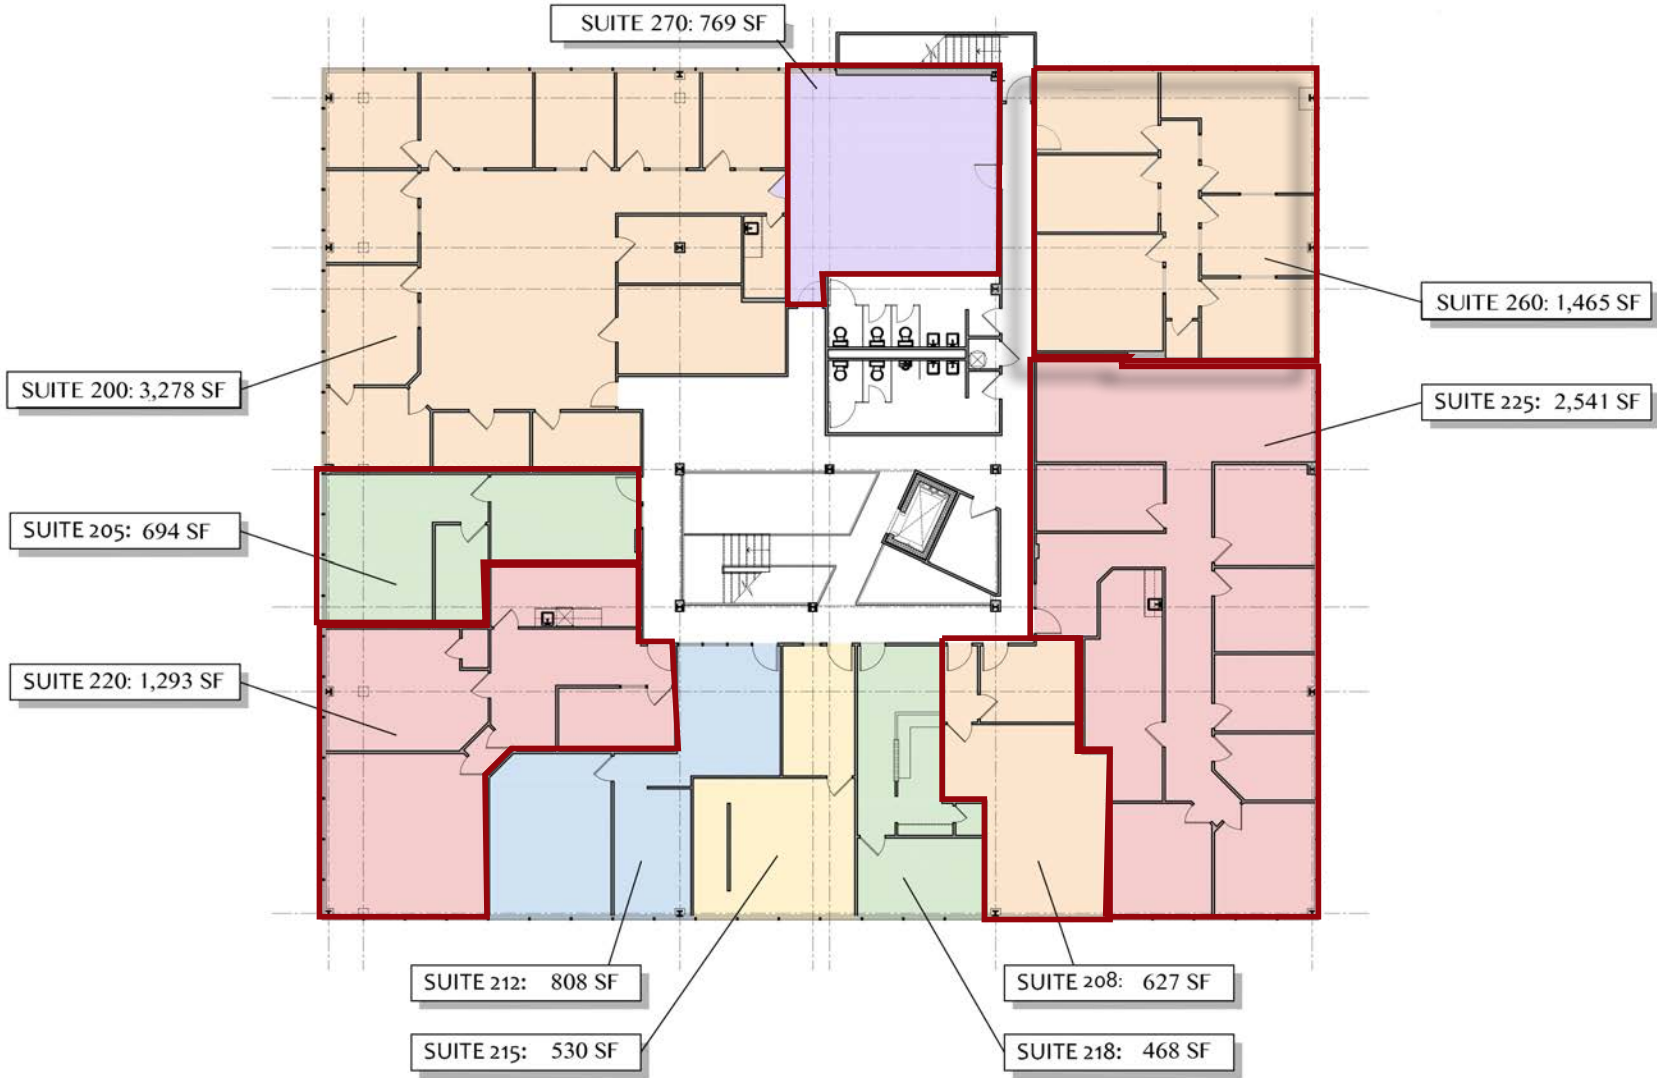 SUITE 270: 769 SF
SUITE 260: 1,465 SF
SUITE 200: 3,278 SF
SUITE 225: 2,541 SF
SUITE 205: 694 SF
SUITE 220: 1,293 SF
SUITE 212: 808 SF
SUITE 208: 627 SF
SUITE 215: 530 SF
SUITE 218: 468 SF